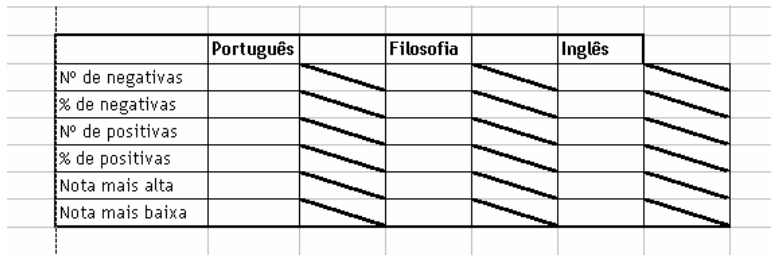 Português Filosofia Inglês
Nº de negativas
% de negativas
Nº de positivas
% de positivas
Nota mais alta
Nota mais baixa